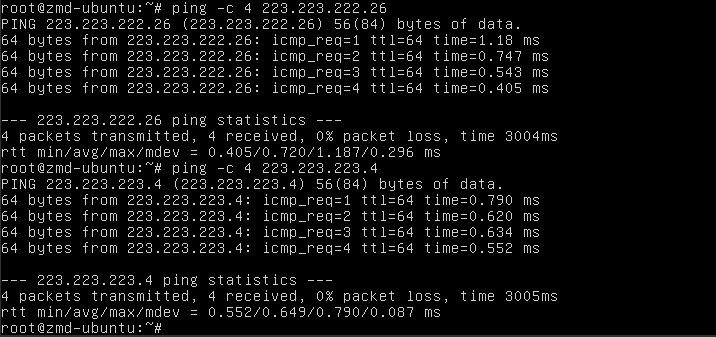 root@zmd-ubuntu:~# ping -c 4 223.223.222.26
PING 223.223.222.26 (223.223.222.26) 56(84) bytes of data.
64 bytes from 223.223.222.26: icmp_req=1 ttl=64 time=1.18 ms
64 bytes from 223.223.222.26: icmp_req=2 ttl=64 time=0.747 ms
64 bytes from 223.223.222.26: icmp_req=3 ttl=64 time=0.543 ms
64 bytes from 223.223.222.26: icmp_req=4 ttl=64 time=0.405 ms
--- 223.223.222.26 ping statistics ---
4 packets transmitted, 4 received, 0% packet loss, time 3004ms
rtt min/avg/max/mdev = 0.405/0.720/1.187/0.296 ms
root@zmd-ubuntu:~# ping -c 4 223.223.223.4
PING 223.223.223.4 (223.223.223.4) 56(84) bytes of data.
64 bytes from 223.223.223.4: icmp_req=1 ttl=64 time=0.790 ms
64 bytes from 223.223.223.4: icmp_req=2 ttl=64 time=0.620 ms
64 bytes from 223.223.223.4: icmp_req=3 ttl=64 time=0.634 ms
64 bytes from 223.223.223.4: icmp_req=4 ttl=64 time=0.552 ms
--- 223.223.223.4 ping statistics ---
4 packets transmitted, 4 received, 0% packet loss, time 3005ms
rtt min/avg/max/mdev = 0.552/0.649/0.790/0.087 ms
root@zmd-ubuntu:~#